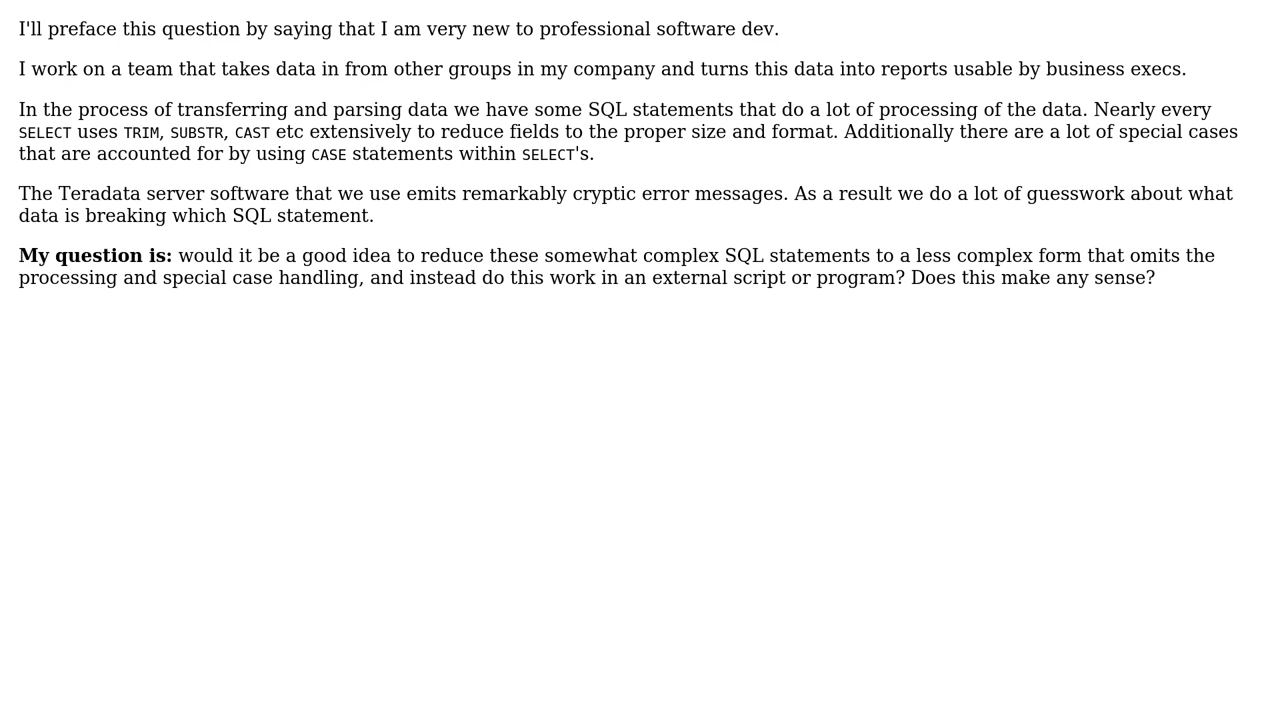 I'll preface this question by saying that I am very new to professional software dev.
I work on a team that takes data in from other groups in my company and turns this data into reports usable by business execs.
In the process of transferring and parsing data we have some SQL statements that do a lot of processing of the data. Nearly every
SELECT uses TRIM, SUBSTR, CAST etc extensively to reduce fields to the proper size and format. Additionally there are a lot of special cases
that are accounted for by using CASE statements within SELECT's.
The Teradata server software that we use emits remarkably cryptic error messages. As a result we do a lot of guesswork about what
data is breaking which SQL statement.
My question is: would it be a good idea to reduce these somewhat complex SQL statements to a less complex form that omits the
processing and special case handling, and instead do this work in an external script or program? Does this make any sense?